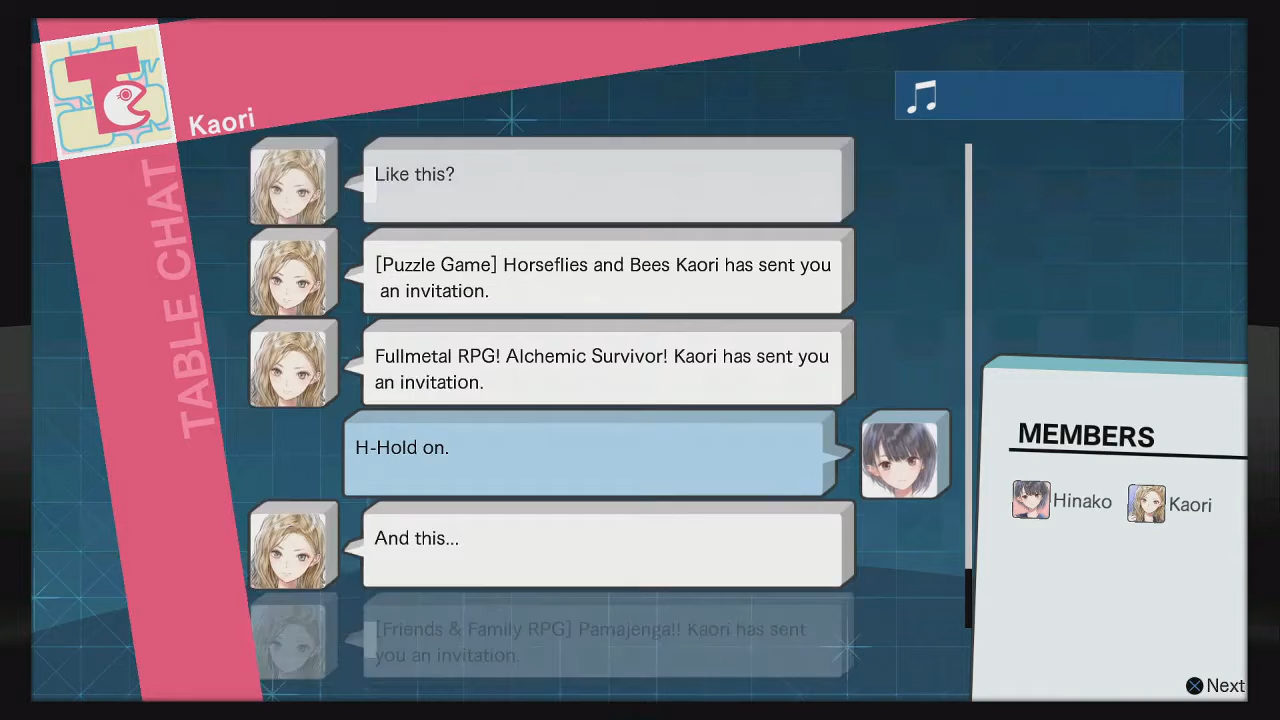 Kaori
TABLE CHAT
Like this?
[Puzzle Game] Horseflies and Bees Kaori has sent you
an invitation.
Fullmetal RPG! Alchemic Survivor! Kaori has sent you
an invitation.
H-Hold on.
And this...
[Friends & Family RPG] Pamajenga!! Kaori has sent
you an invitation.
MEMBERS
Hinako Kaori
Next